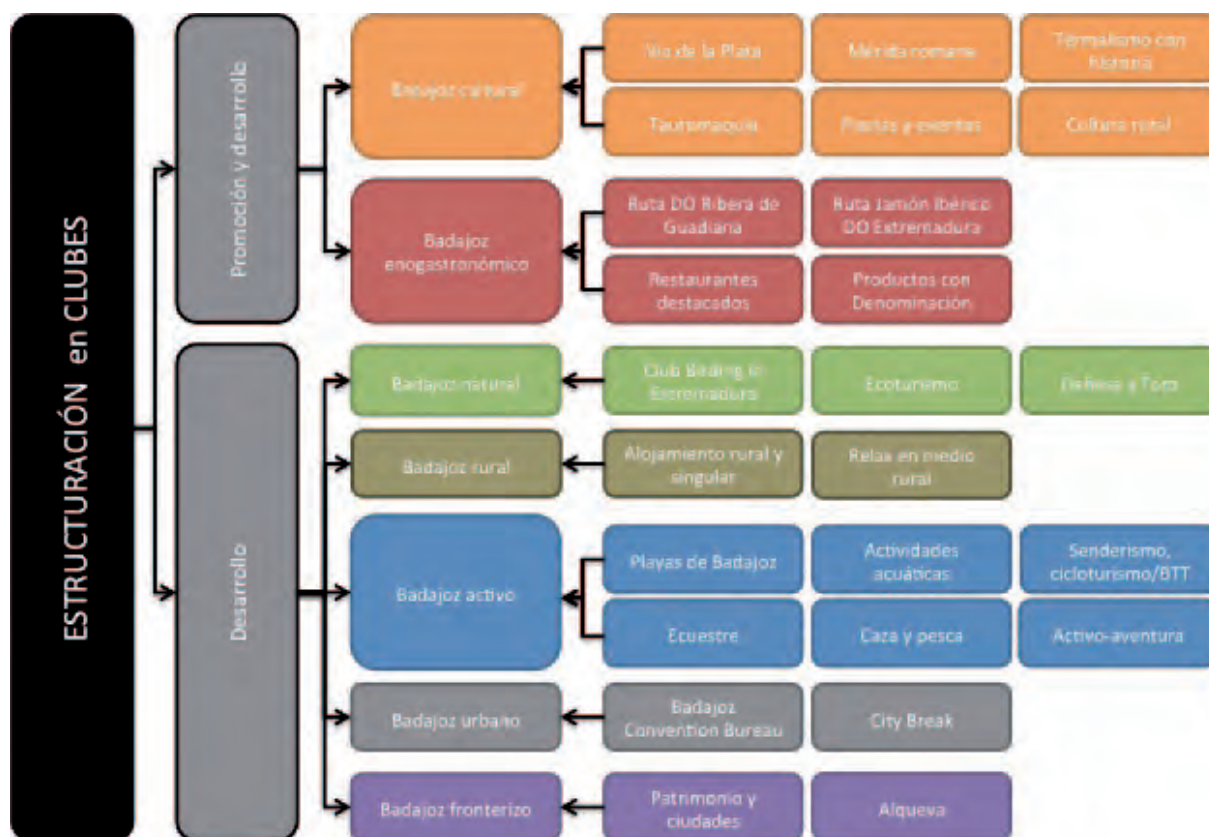 ESTRUCTURACIÓN en CLUBES
Promoción y desarrollo
Badajoz cultural
Vía de la Plata
Mérida romana
Termalismo con
historia
Tauromaquia
Fiestas y eventos
Cultura rural
Badajoz
enogastronómico
Ruta DO Ribera de
Guadiana
Ruta Jamón Ibérico
DO Extremadura
Restaurantes
destacados
Productos con
Denominación
Desarrollo
Badajoz natural
Club Birding in
Extremadura
Ecoturismo
Dehesa y Toro
Badajoz rural
Alojamiento rural y
singular
Relax en medio
rural
Badajoz activo
Playas de Badajoz
Actividades
acuáticas
Senderismo,
cicloturismo/BTT
Ecuestre
Caza y pesca
Activo-aventura
Badajoz urbano
Badajoz
Convention Bureau
City Break
Badajoz fronterizo
Patrimonio y
ciudades
Alqueva